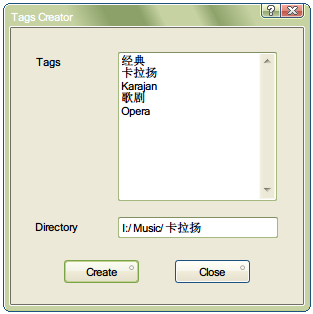 Tags Creator
?
Tags
经典
卡拉扬
Karajan
歌剧
Opera
Directory
I:/ Music/ 卡拉扬
Create
Close